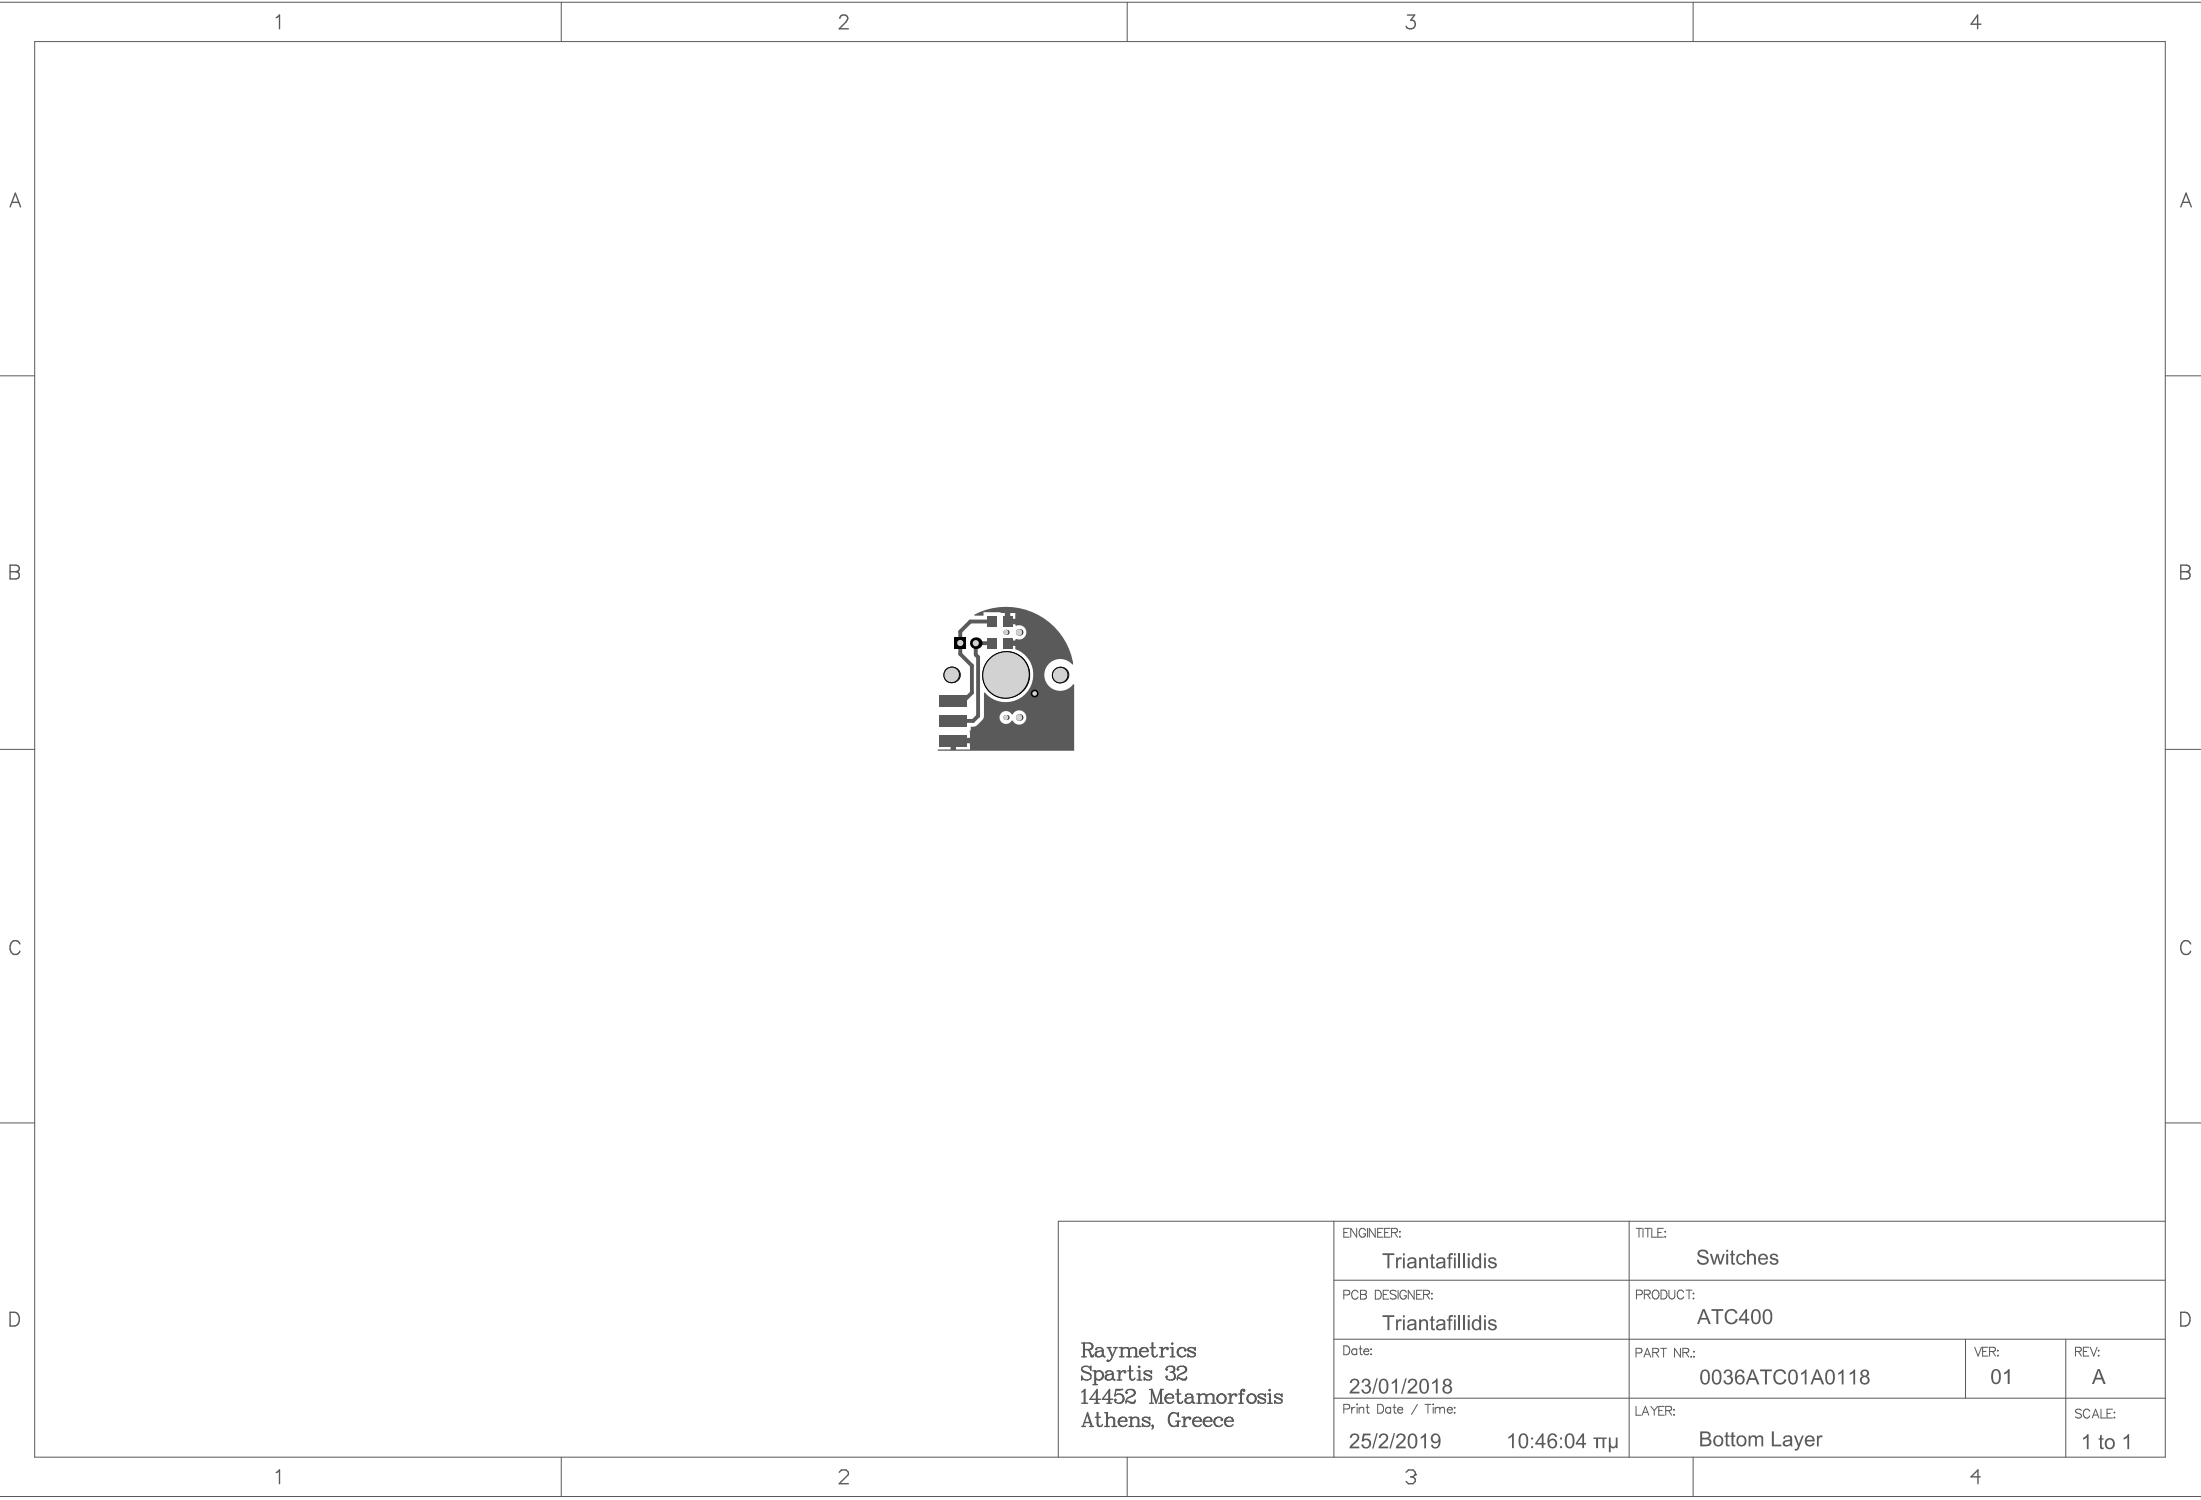 1 2 3 4
A A
B B
C C
D D
ENGINEER:
Triantafillidis
TITLE:
Switches
PCB DESIGNER:
Triantafillidis
PRODUCT:
ATC400
Raymetrics
Spartis 32
14452 Metamorfosis
Athens, Greece
Date:
23/01/2018
PART NR.:
0036ATC01A0118
VER:
01
REV:
A
Print Date / Time:
25/2/2019 10:46:04 πμ
LAYER:
Bottom Layer
SCALE:
1 to 1
1 2 3 4